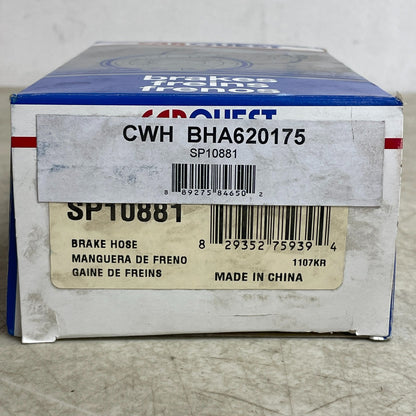 brakes
freins
frenos
CARQUEST
CWH BHA620175
SP10881
8 89275 84650 2
SP10881
8 29352 75939 4
BRAKE HOSE
1107KR
MANGUERA DE FRENO
GAINE DE FREINS
MADE IN CHINA